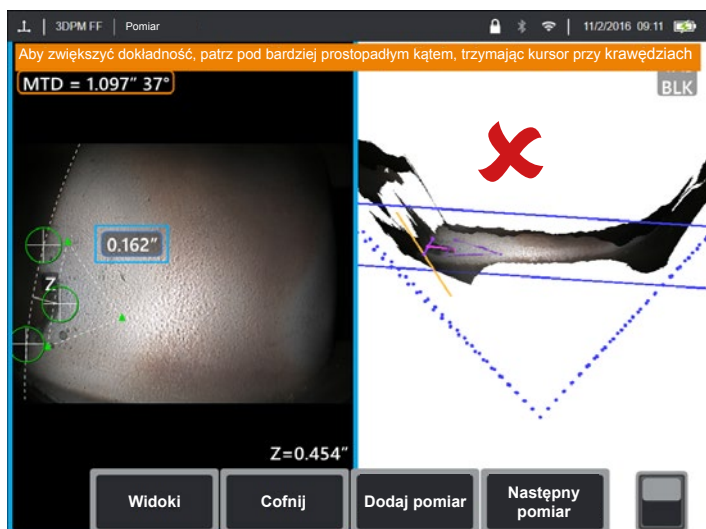 3DPM FF | Pomiar
11/2/2016 09:11
Aby zwiększyć dokładność, patrz pod bardziej prostopadłym kątem, trzymając kursor przy krawędziach
MTD = 1.097" 37°
BLK
0.162"
Z
Z=0.454"
Widoki
Cofnij
Dodaj pomiar
Następny
pomiar